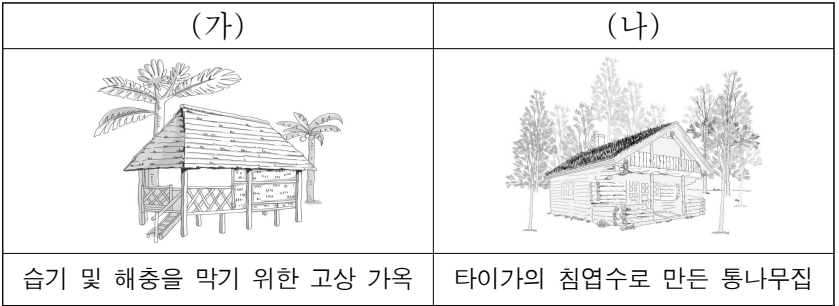 (가)
(나)
습기 및 해충을 막기 위한 고상 가옥
타이가의 침엽수로 만든 통나무집